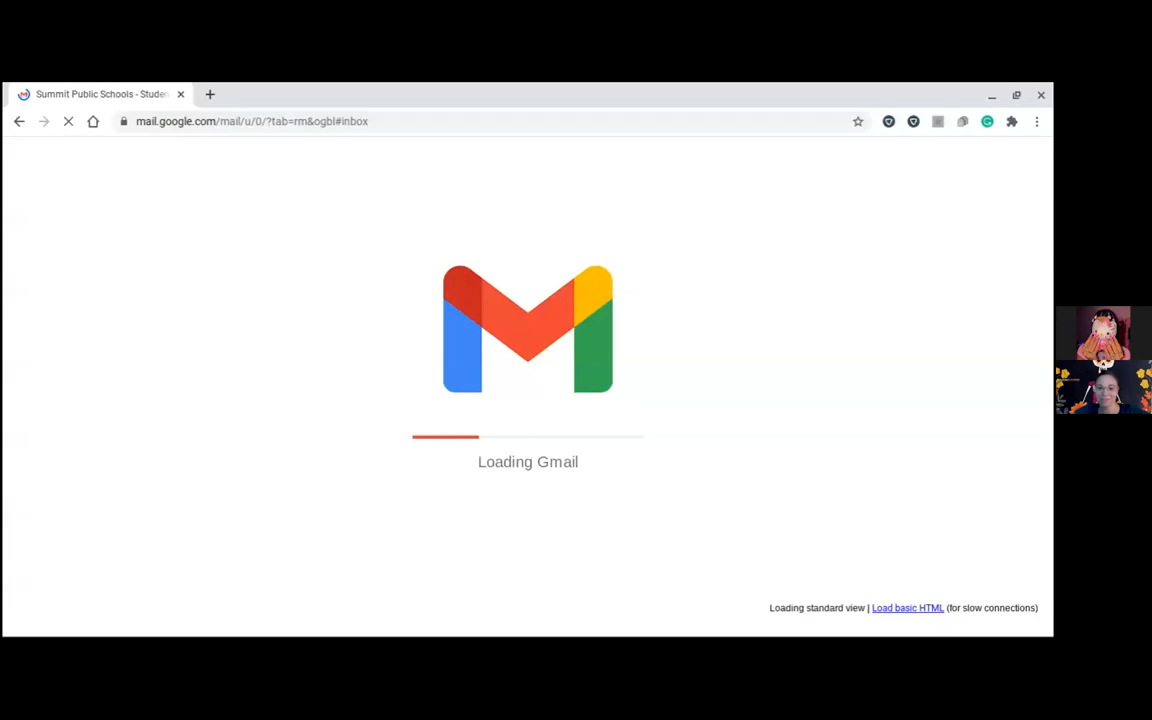 Summit Public Schools - Studen
mail.google.com/mail/u/0/?tab=rm&ogbl#inbox
Loading Gmail
Loading standard view | Load basic HTML (for slow connections)